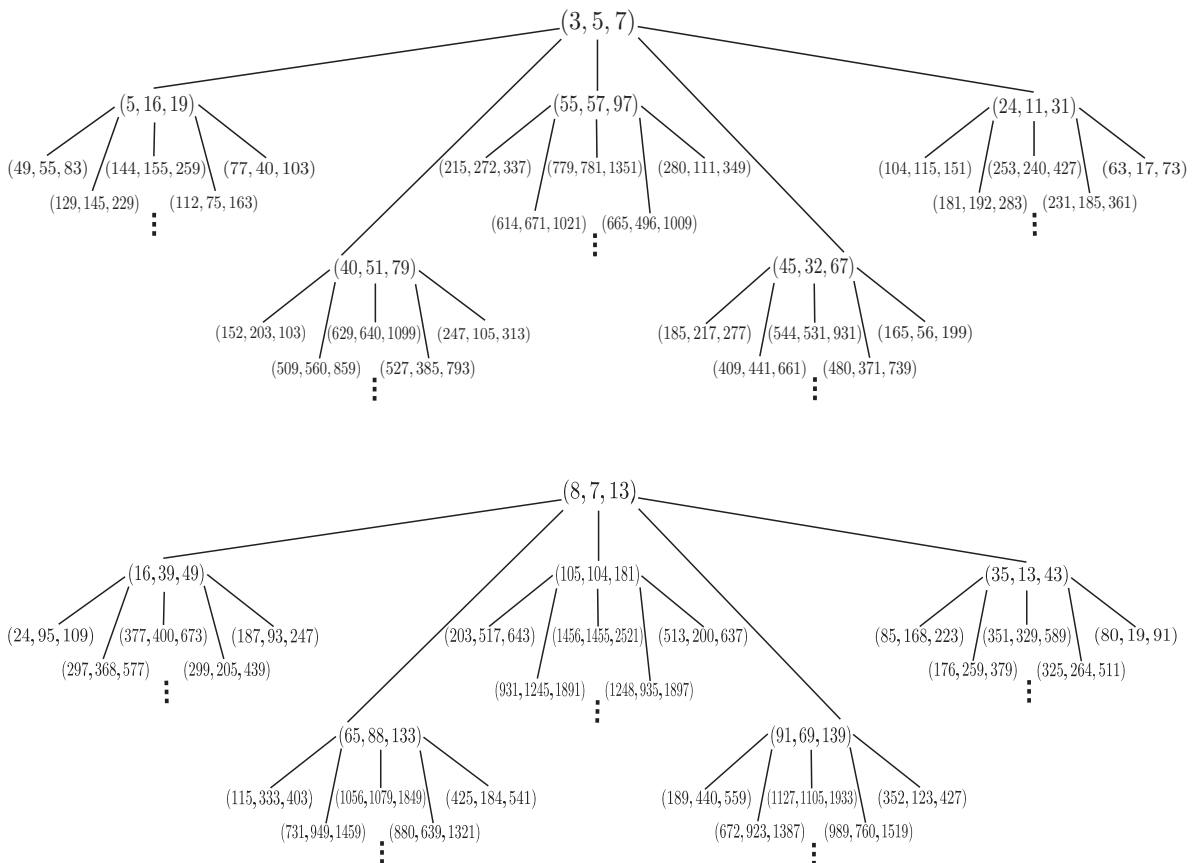 (3, 5, 7)
(5, 16, 19) (55, 57, 97) (24, 11, 31)
(49, 55, 83) (144, 155, 259) (77, 40, 103) (215, 272, 337) (779, 781, 1351) (280, 111, 349) (104, 115, 151) (253, 240, 427) (63, 17, 73)
(129, 145, 229) (112, 75, 163) (181, 192, 283) (231, 185, 361)
(614, 671, 1021) (665, 496, 1009)
(40, 51, 79) (45, 32, 67)
(152, 203, 103) (629, 640, 1099) (247, 105, 313) (185, 217, 277) (544, 531, 931) (165, 56, 199)
(509, 560, 859) (527, 385, 793) (409, 441, 661) (480, 371, 739)
(8, 7, 13)
(16, 39, 49) (105, 104, 181) (35, 13, 43)
(24, 95, 109) (377, 400, 673) (187, 93, 247) (203, 517, 643) (1456, 1455, 2521) (513, 200, 637) (85, 168, 223) (351, 329, 589) (80, 19, 91)
(297, 368, 577) (299, 205, 439) (176, 259, 379) (325, 264, 511)
(931, 1245, 1891) (1248, 935, 1897)
(65, 88, 133) (91, 69, 139)
(115, 333, 403) (1056, 1079, 1849) (425, 184, 541) (189, 440, 559) (1127, 1105, 1933) (352, 123, 427)
(731, 949, 1459) (880, 639, 1321) (672, 923, 1387) (989, 760, 1519)